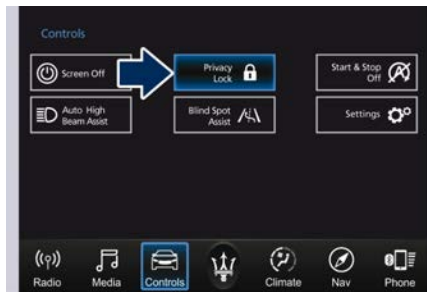 Controls
Screen Off
Privacy
Lock
Start & Stop
Off
Auto High
Beam Assist
Blind Spot
Assist
Settings
Radio
Media
Controls
Climate
Nav
Phone